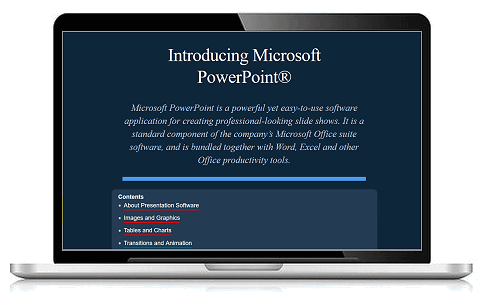 Introducing Microsoft
PowerPoint®
Microsoft PowerPoint is a powerful yet easy-to-use software
application for creating professional-looking slide shows. It is a
standard component of the company's Microsoft Office suite
software, and is bundled together with Word, Excel and other
Office productivity tools.
Contents
• About Presentation Software
• Images and Graphics
• Tables and Charts
• Transitions and Animation